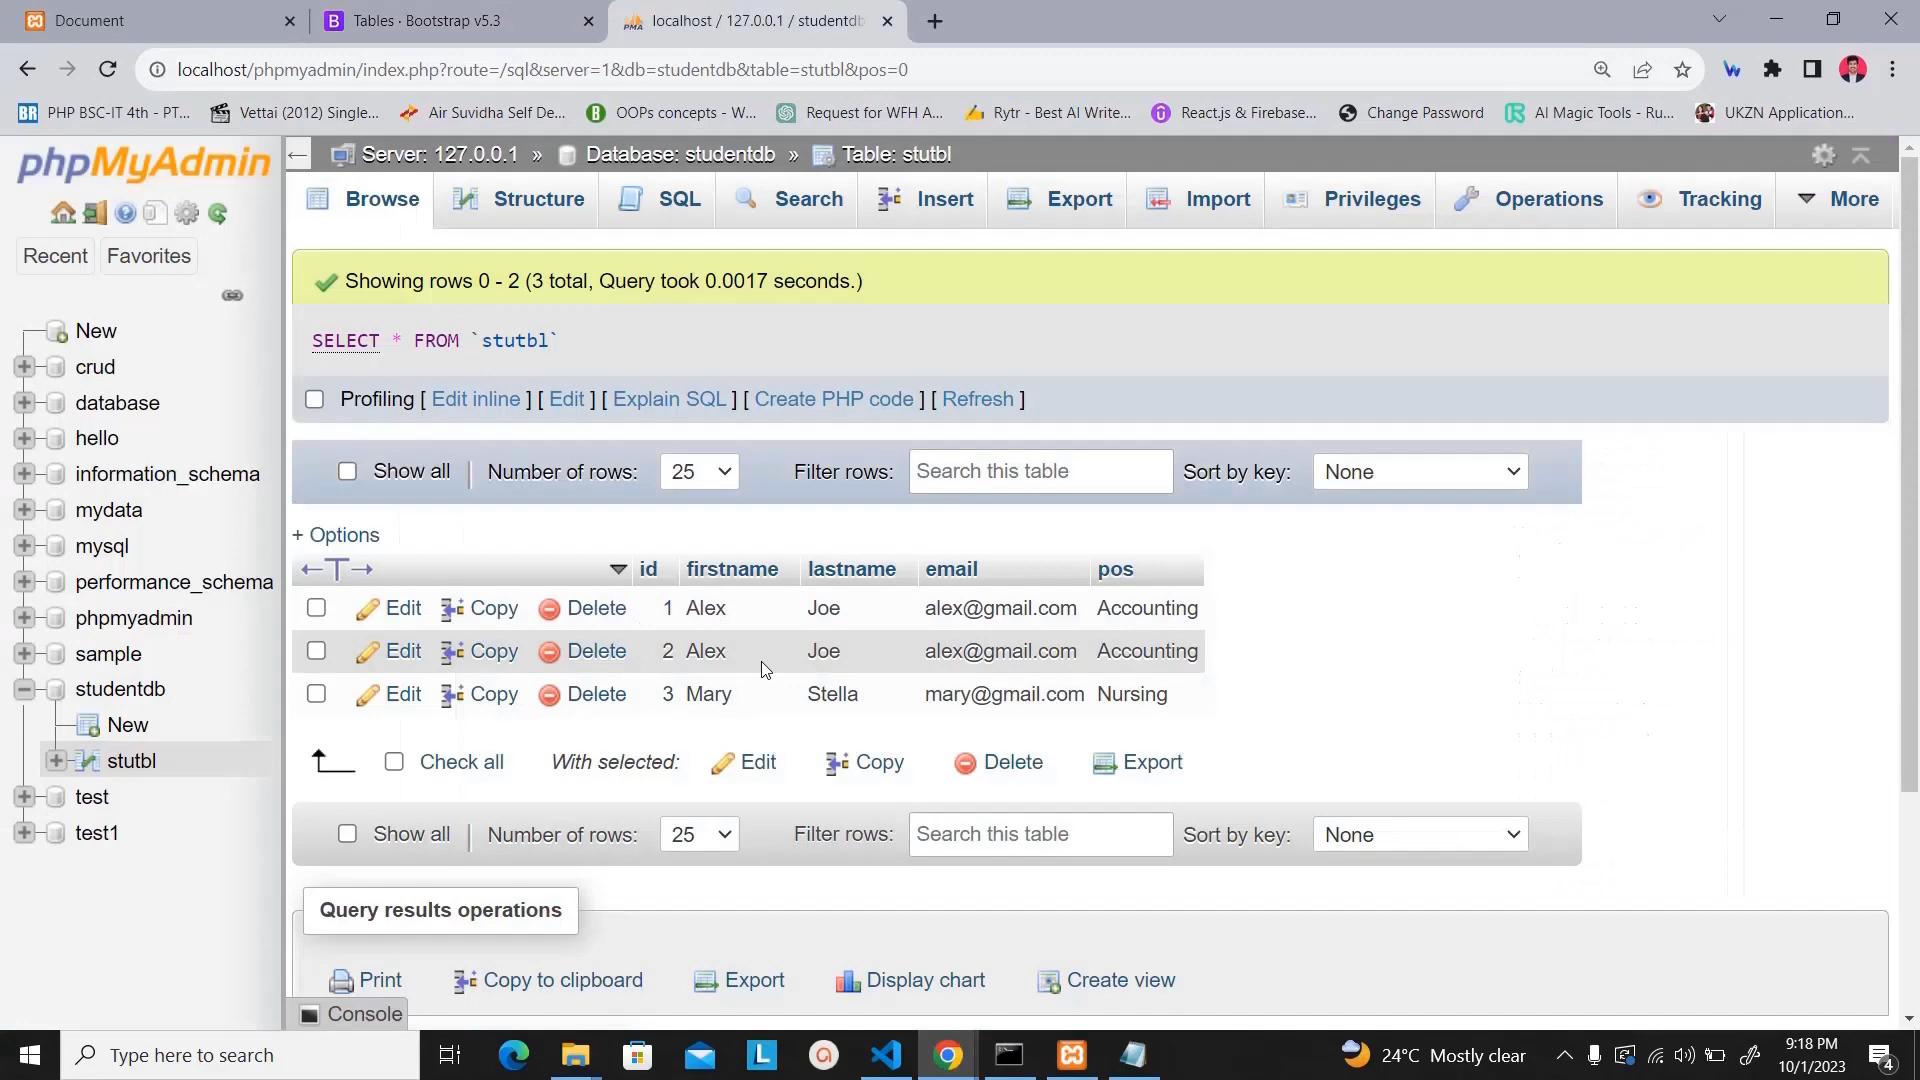 Document
Tables · Bootstrap v5.3
localhost / 127.0.0.1 / studentdb
localhost/phpmyadmin/index.php?route=/sql&server=1&db=studentdb&table=stutbl&pos=0
PHP BSC-IT 4th - PT...
Vettai (2012) Single...
Air Suvidha Self De...
OOPs concepts - W...
Request for WFH A...
Rytr - Best AI Write...
React.js & Firebase...
Change Password
AI Magic Tools - Ru...
UKZN Application...
phpMyAdmin
Recent
Favorites
New
crud
database
hello
information_schema
mydata
mysql
performance_schema
phpmyadmin
sample
studentdb
New
stutbl
test
test1
Server: 127.0.0.1 » Database: studentdb » Table: stutbl
Browse
Structure
SQL
Search
Insert
Export
Import
Privileges
Operations
Tracking
More
Showing rows 0 - 2 (3 total, Query took 0.0017 seconds.)
SELECT * FROM `stutbl`
Profiling [ Edit inline ] [ Edit ] [ Explain SQL ] [ Create PHP code ] [ Refresh ]
Show all | Number of rows: 25 Filter rows: Search this table Sort by key: None
+ Options
id firstname lastname email pos
Edit Copy Delete 1 Alex Joe alex@gmail.com Accounting
Edit Copy Delete 2 Alex Joe alex@gmail.com Accounting
Edit Copy Delete 3 Mary Stella mary@gmail.com Nursing
Check all With selected: Edit Copy Delete Export
Show all | Number of rows: 25 Filter rows: Search this table Sort by key: None
Query results operations
Print Copy to clipboard Export Display chart Create view
Console
Type here to search
24°C Mostly clear
9:18 PM
10/1/2023
4